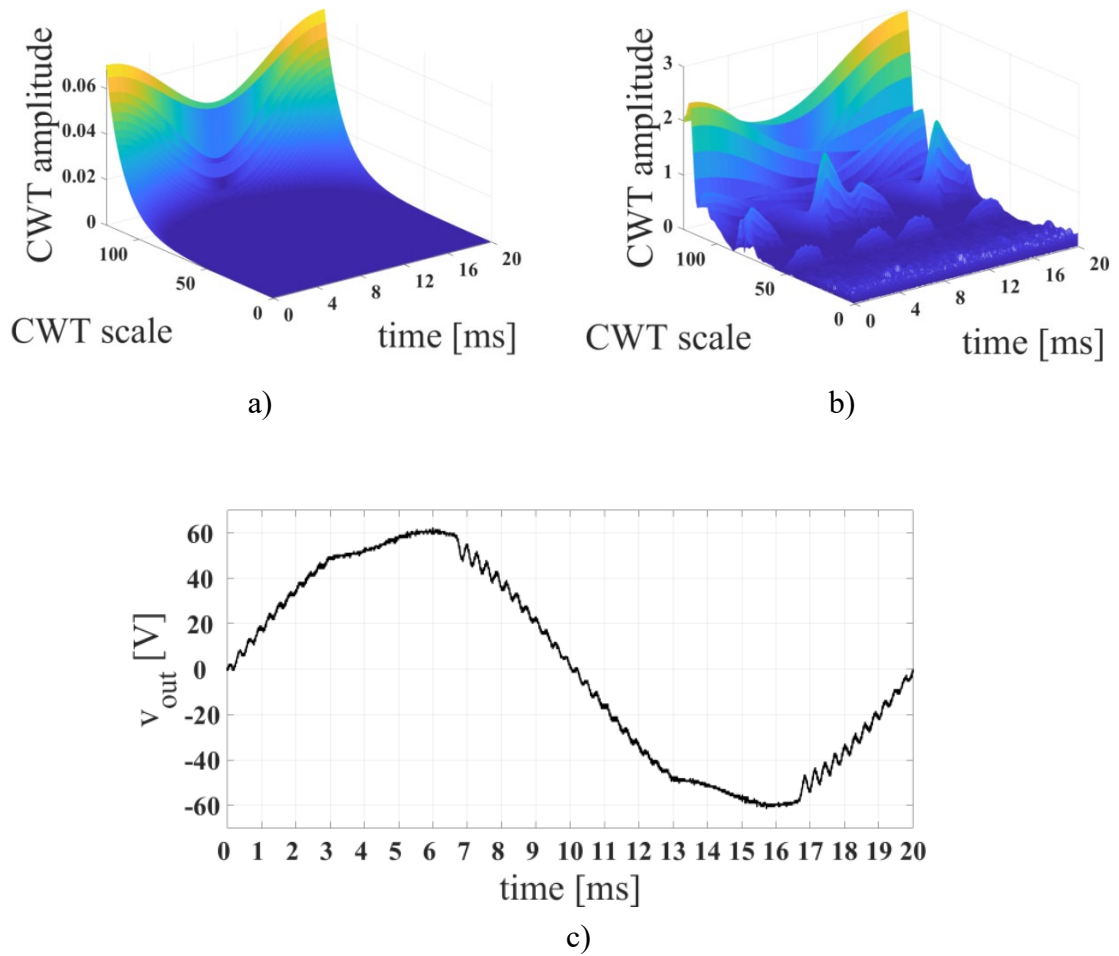 CWT amplitude
0.06
0.04
0.02
0
100
50
0
0 4 8 12 16 20
CWT scale
time [ms]
a)
CWT amplitude
3
2
1
0
100
50
0
0 4 8 12 16 20
CWT scale
time [ms]
b)
v_out [V]
60
40
20
0
-20
-40
-60
0 1 2 3 4 5 6 7 8 9 10 11 12 13 14 15 16 17 18 19 20
time [ms]
c)